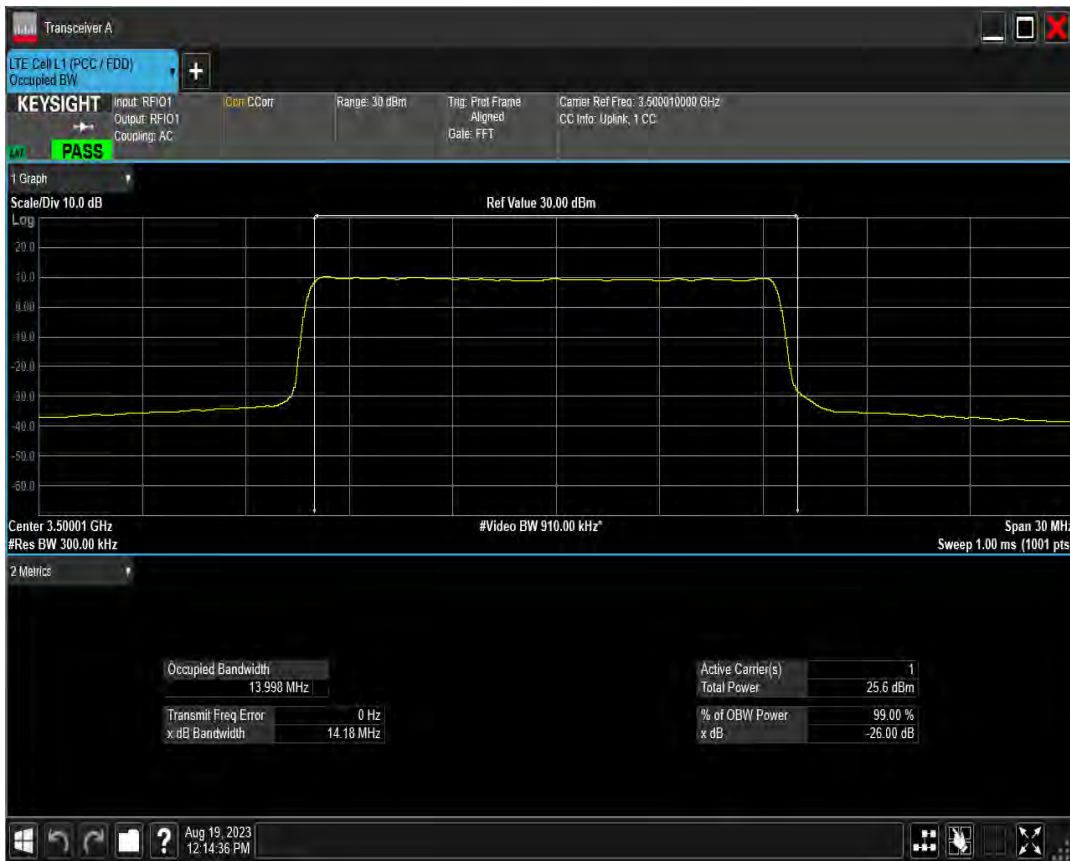 Transceiver A
LTE Cell L1 (PCC / FDD)
Occupied BW
+
KEYSIGHT
PASS
Input: RFIO1
Output: RFIO1
Coupling: AC
Corr CCorr
Range: 30 dBm
Trig: Prot Frame
Aligned
Gate: FFT
Carrier Ref Freq: 3.500010000 GHz
CC Info: Uplink, 1 CC
1 Graph
Scale/Div 10.0 dB
Ref Value 30.00 dBm
Log
20.0
10.0
0.00
-10.0
-20.0
-30.0
-40.0
-50.0
-60.0
Center 3.50001 GHz
#Video BW 910.00 kHz*
Span 30 MHz
#Res BW 300.00 kHz
Sweep 1.00 ms (1001 pts
2 Metrics
Occupied Bandwidth
13.998 MHz
Transmit Freq Error 0 Hz
x dB Bandwidth 14.18 MHz
Active Carrier(s) 1
Total Power 25.6 dBm
% of OBW Power 99.00 %
x dB -26.00 dB
?
Aug 19, 2023
12:14:36 PM